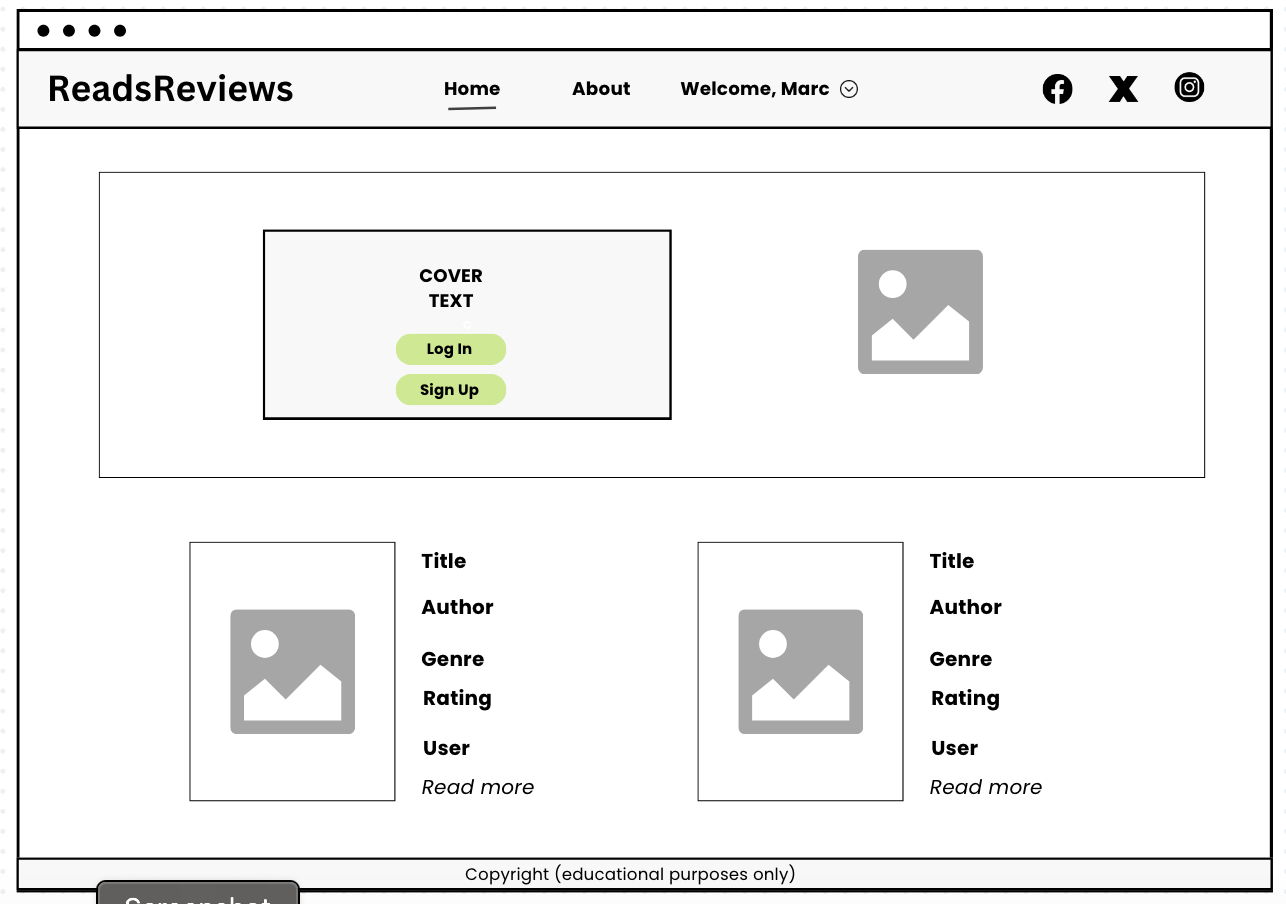 ReadsReviews
Home
About
Welcome, Marc
COVER
TEXT
Log In
Sign Up
Title
Author
Genre
Rating
User
Read more
Title
Author
Genre
Rating
User
Read more
Copyright (educational purposes only)
Screenshot